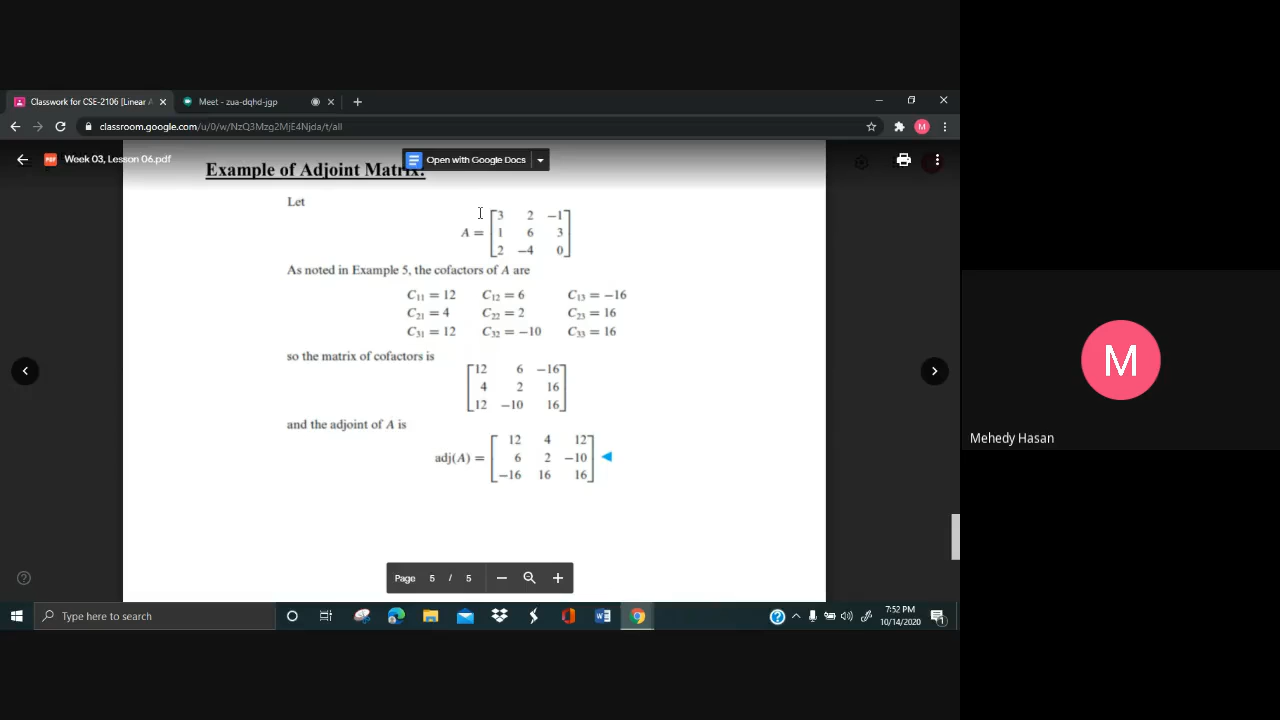 Classwork for CSE-2106 [Linear A
Meet - zua-dqhd-jgp
classroom.google.com/u/0/w/NzQ3Mzg2MjE4Njda/t/all
M
Week 03, Lesson 06.pdf
Open with Google Docs
Example of Adjoint Matrix:
Let
A = [3 2 −1
1 6 3
2 −4 0]
As noted in Example 5, the cofactors of A are
C11 = 12 C12 = 6 C13 = −16
C21 = 4 C22 = 2 C23 = 16
C31 = 12 C32 = −10 C33 = 16
so the matrix of cofactors is
[12 6 −16
4 2 16
12 −10 16]
and the adjoint of A is
adj(A) = [12 4 12
6 2 −10
−16 16 16]
Page 5 / 5
M
Mehedy Hasan
Type here to search
7:52 PM
10/14/2020